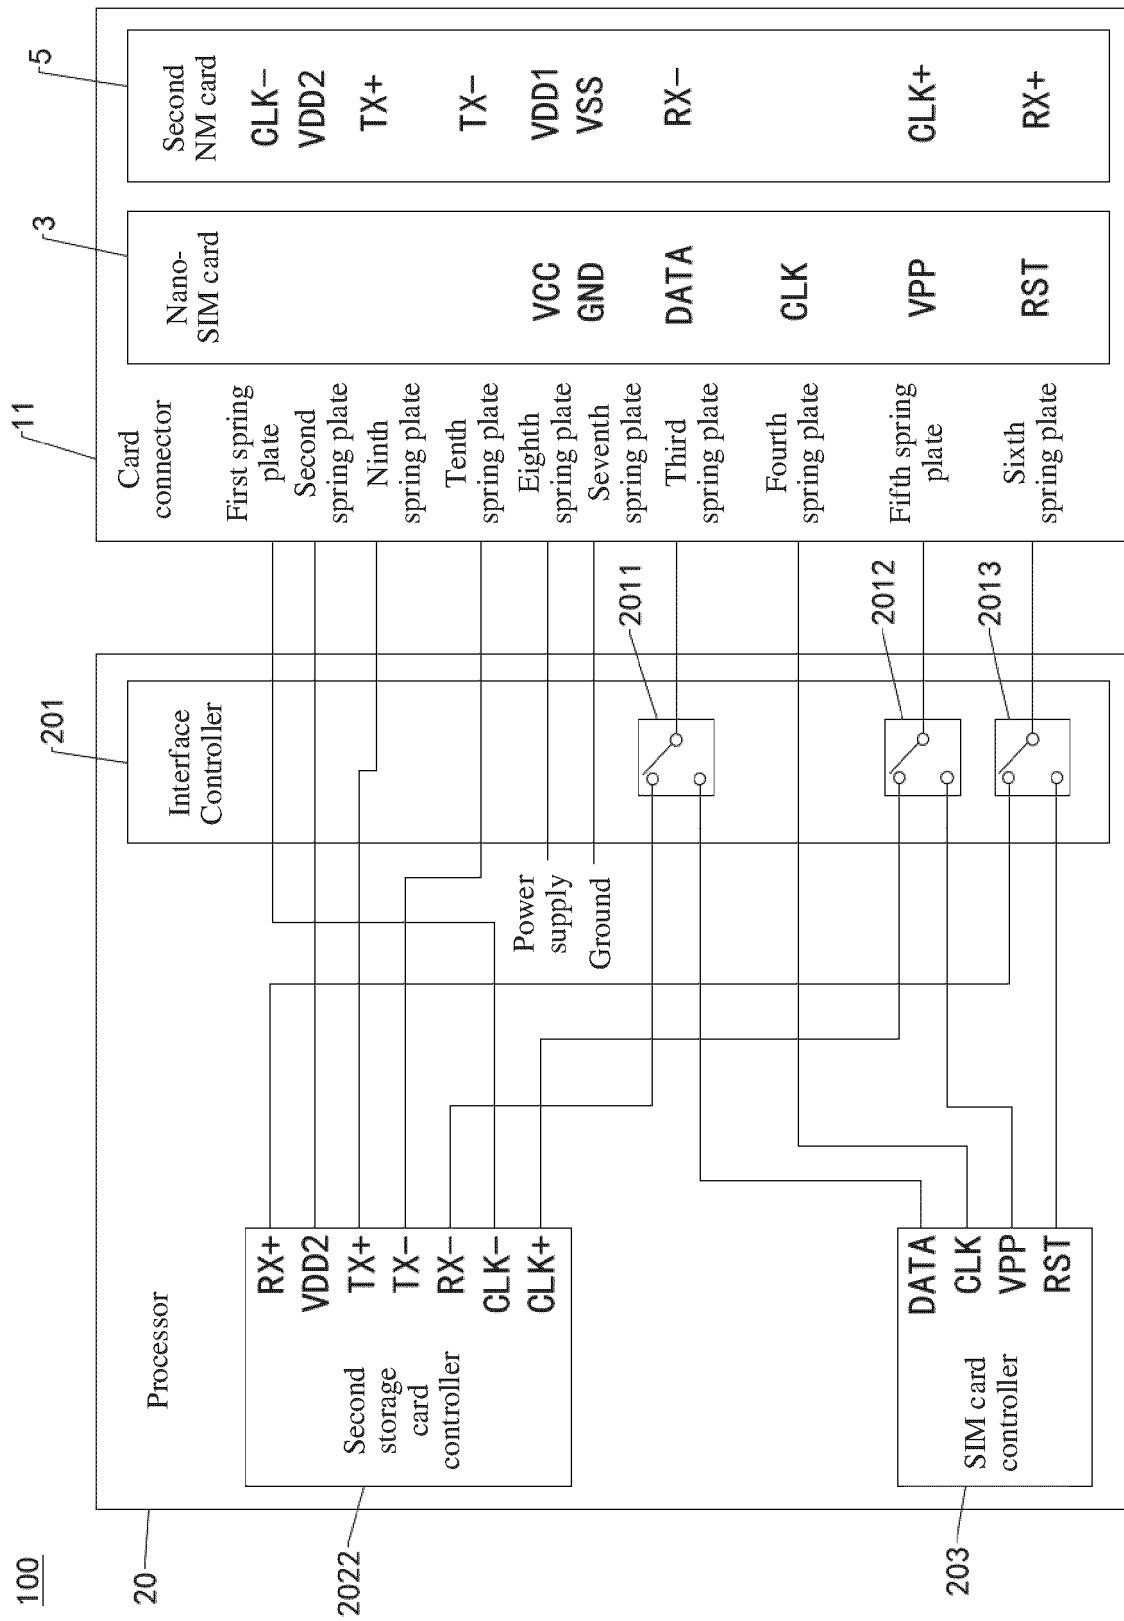 100
20
Processor
2022
Second
storage
card
controller
RX+
VDD2
TX+
TX-
RX-
CLK-
CLK+
203
SIM card
controller
DATA
CLK
VPP
RST
201
Interface
Controller
Power
supply
Ground
2011
2012
2013
11
Card
connector
First spring
plate
Second
spring plate
Ninth
spring plate
Tenth
spring plate
Eighth
spring plate
Seventh
spring plate
Third
spring plate
Fourth
spring plate
Fifth spring
plate
Sixth
spring plate
3
Nano-
SIM card
VCC
GND
DATA
CLK
VPP
RST
5
Second
NM card
CLK-
VDD2
TX+
TX-
VDD1
VSS
RX-
CLK+
RX+